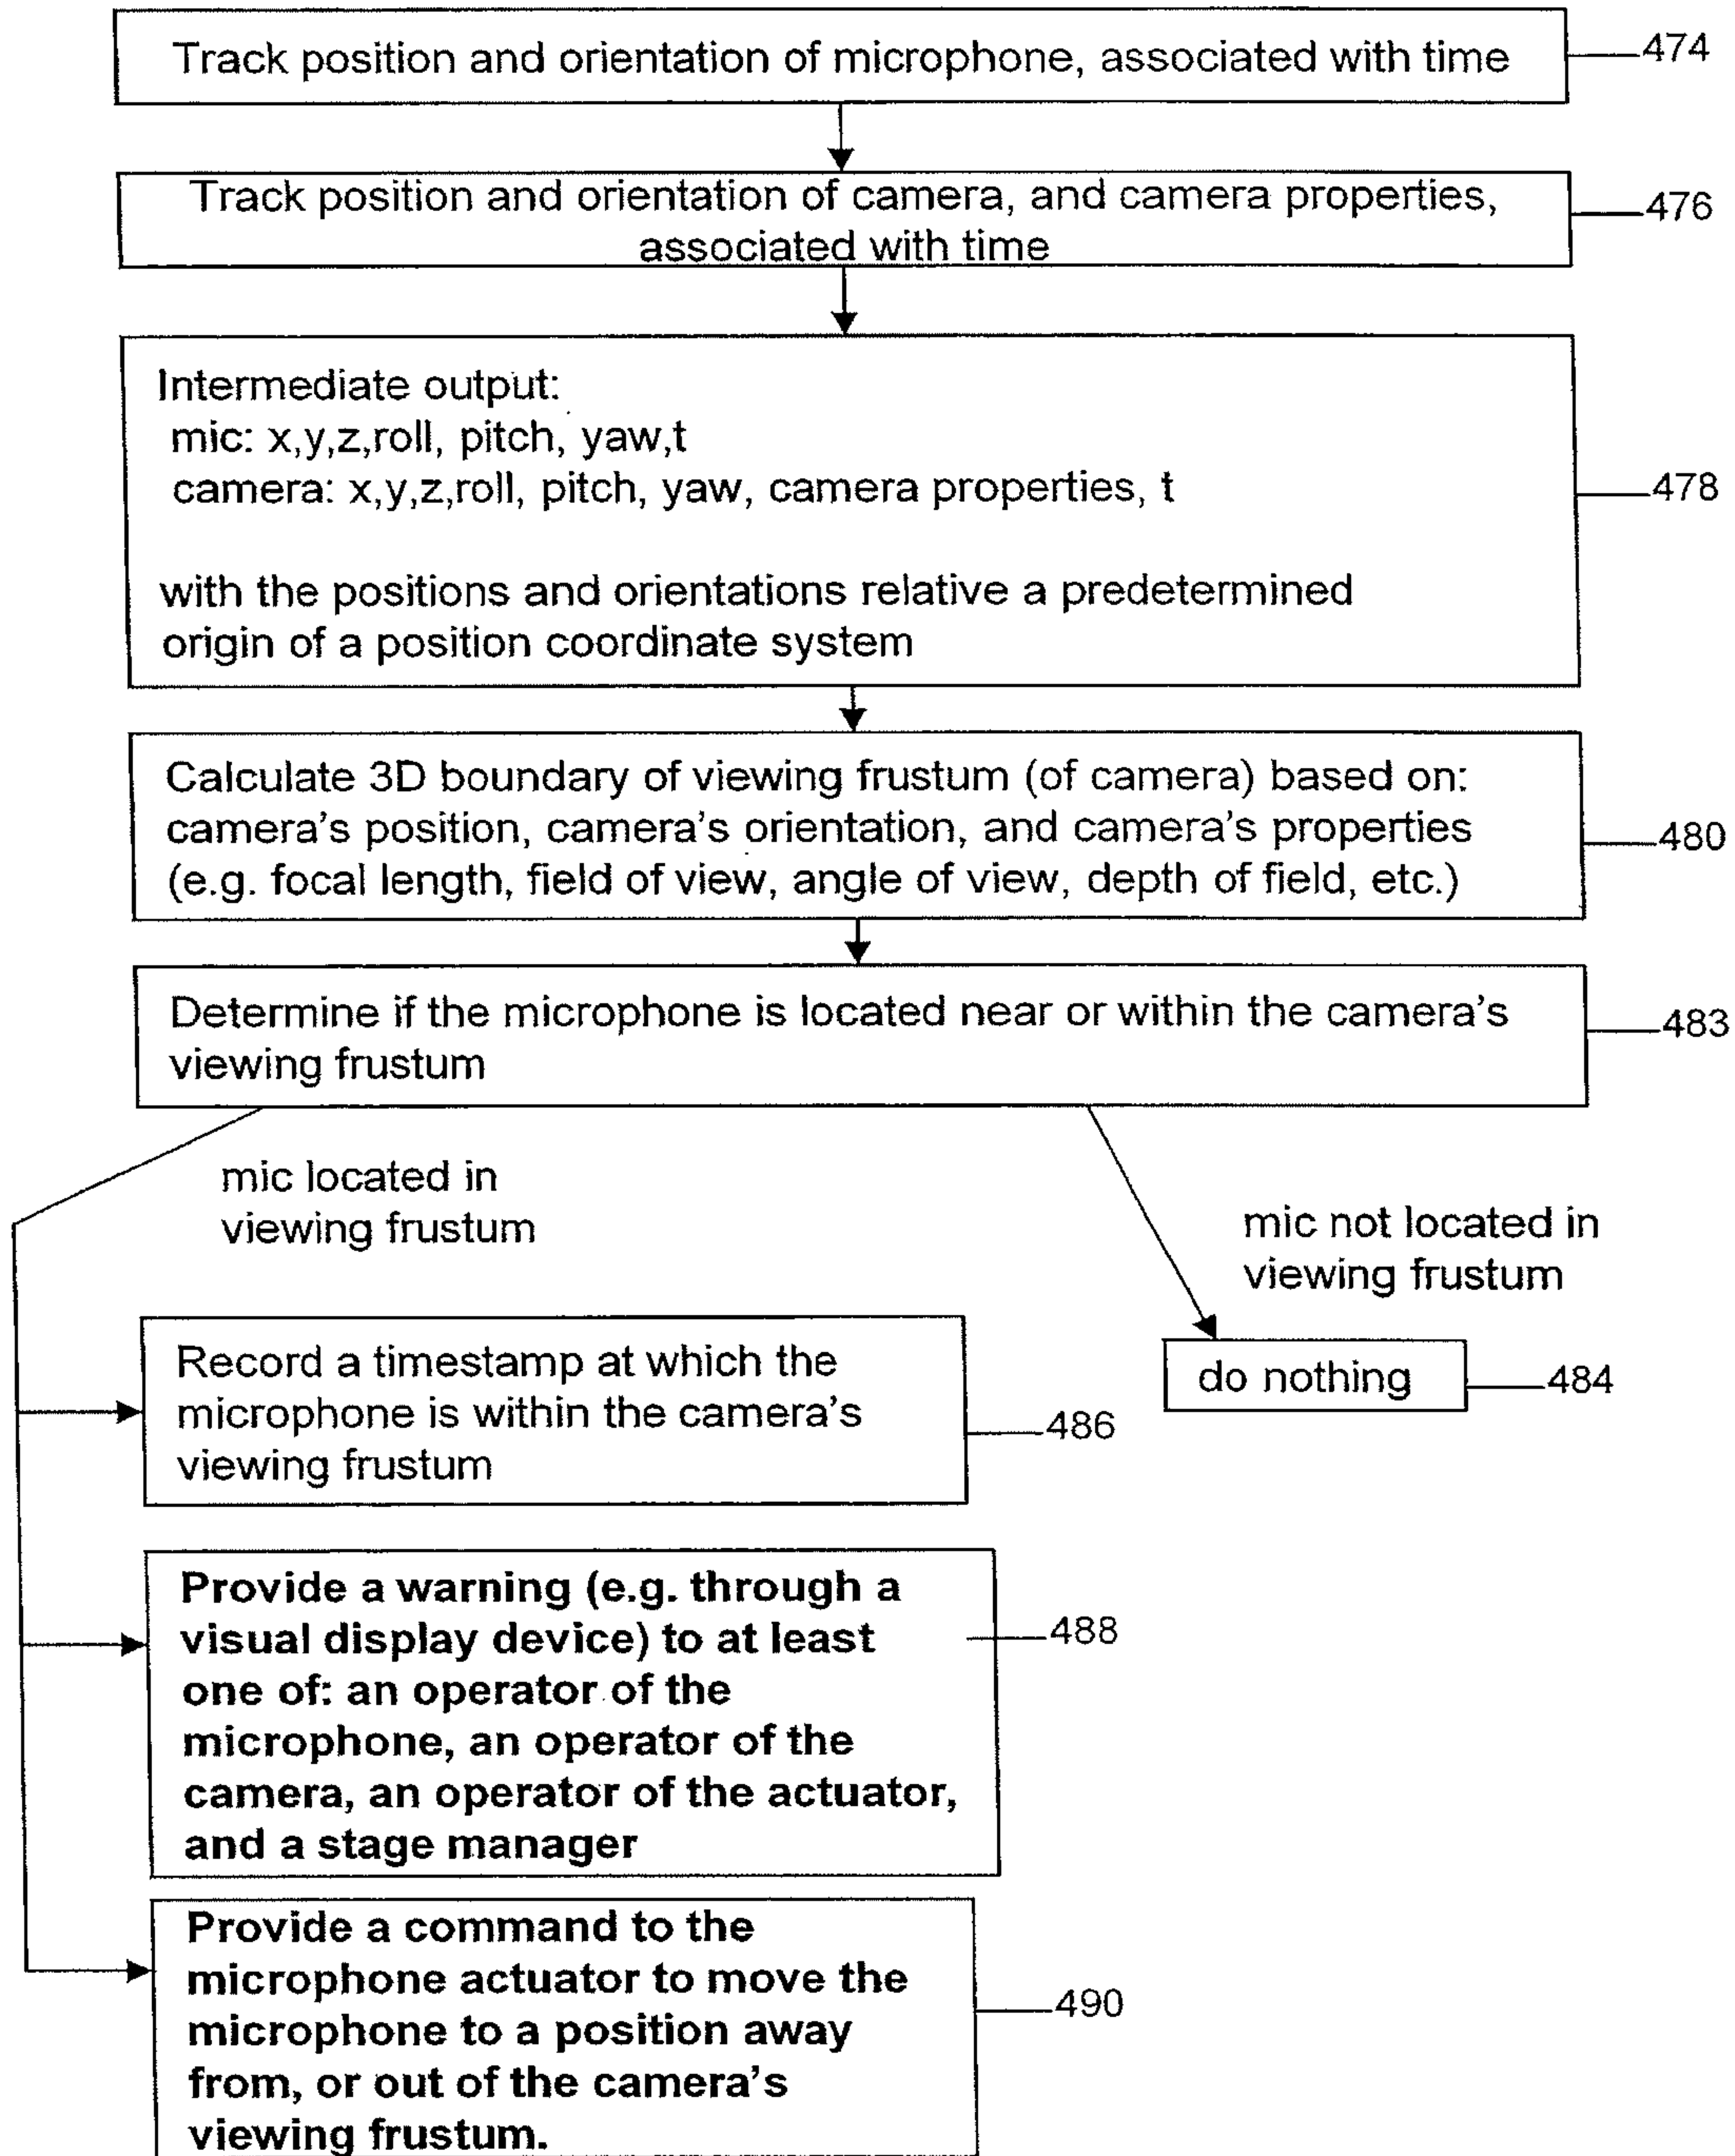 Track position and orientation of microphone, associated with time
474
Track position and orientation of camera, and camera properties,
associated with time
476
Intermediate output:
mic: x,y,z,roll, pitch, yaw,t
camera: x,y,z,roll, pitch, yaw, camera properties, t
with the positions and orientations relative a predetermined
origin of a position coordinate system
478
Calculate 3D boundary of viewing frustum (of camera) based on:
camera's position, camera's orientation, and camera's properties
(e.g. focal length, field of view, angle of view, depth of field, etc.)
480
Determine if the microphone is located near or within the camera's
viewing frustum
483
mic located in
viewing frustum
mic not located in
viewing frustum
Record a timestamp at which the
microphone is within the camera's
viewing frustum
486
do nothing
484
Provide a warning (e.g. through a
visual display device) to at least
one of: an operator of the
microphone, an operator of the
camera, an operator of the actuator,
and a stage manager
488
Provide a command to the
microphone actuator to move the
microphone to a position away
from, or out of the camera's
viewing frustum.
490